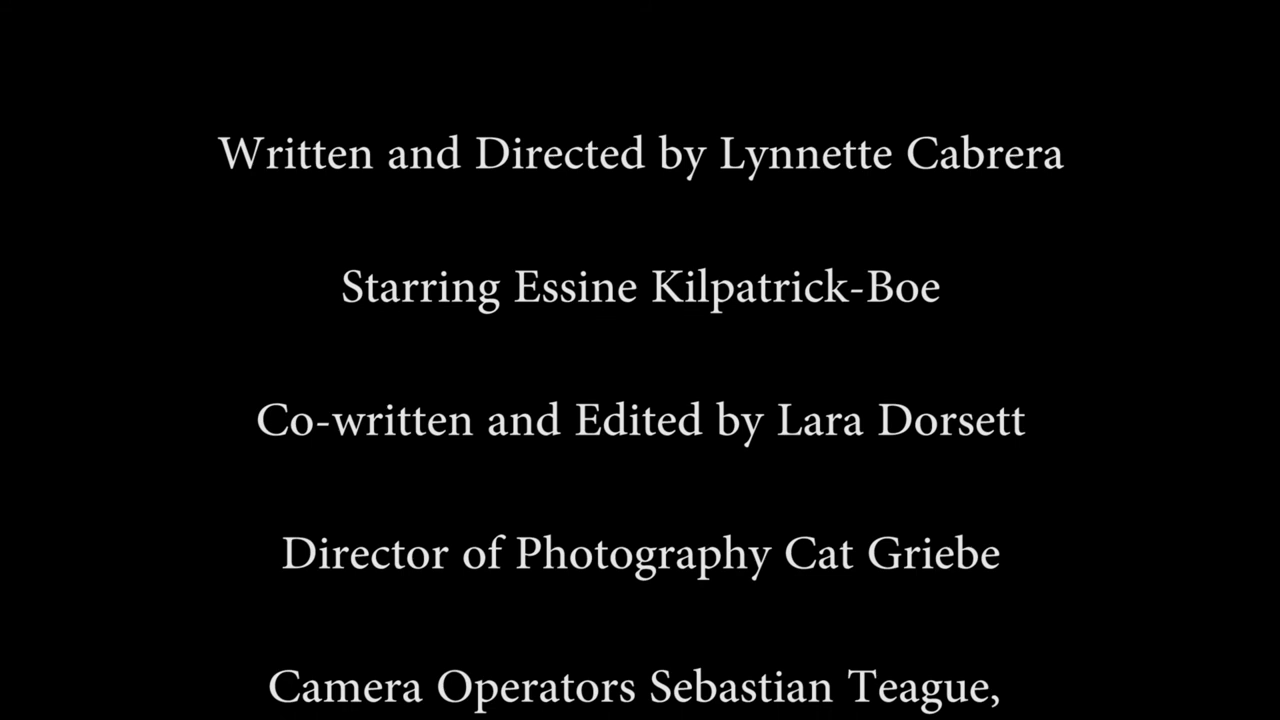 Written and Directed by Lynnette Cabrera
Starring Essine Kilpatrick-Boe
Co-written and Edited by Lara Dorsett
Director of Photography Cat Griebe
Camera Operators Sebastian Teague,